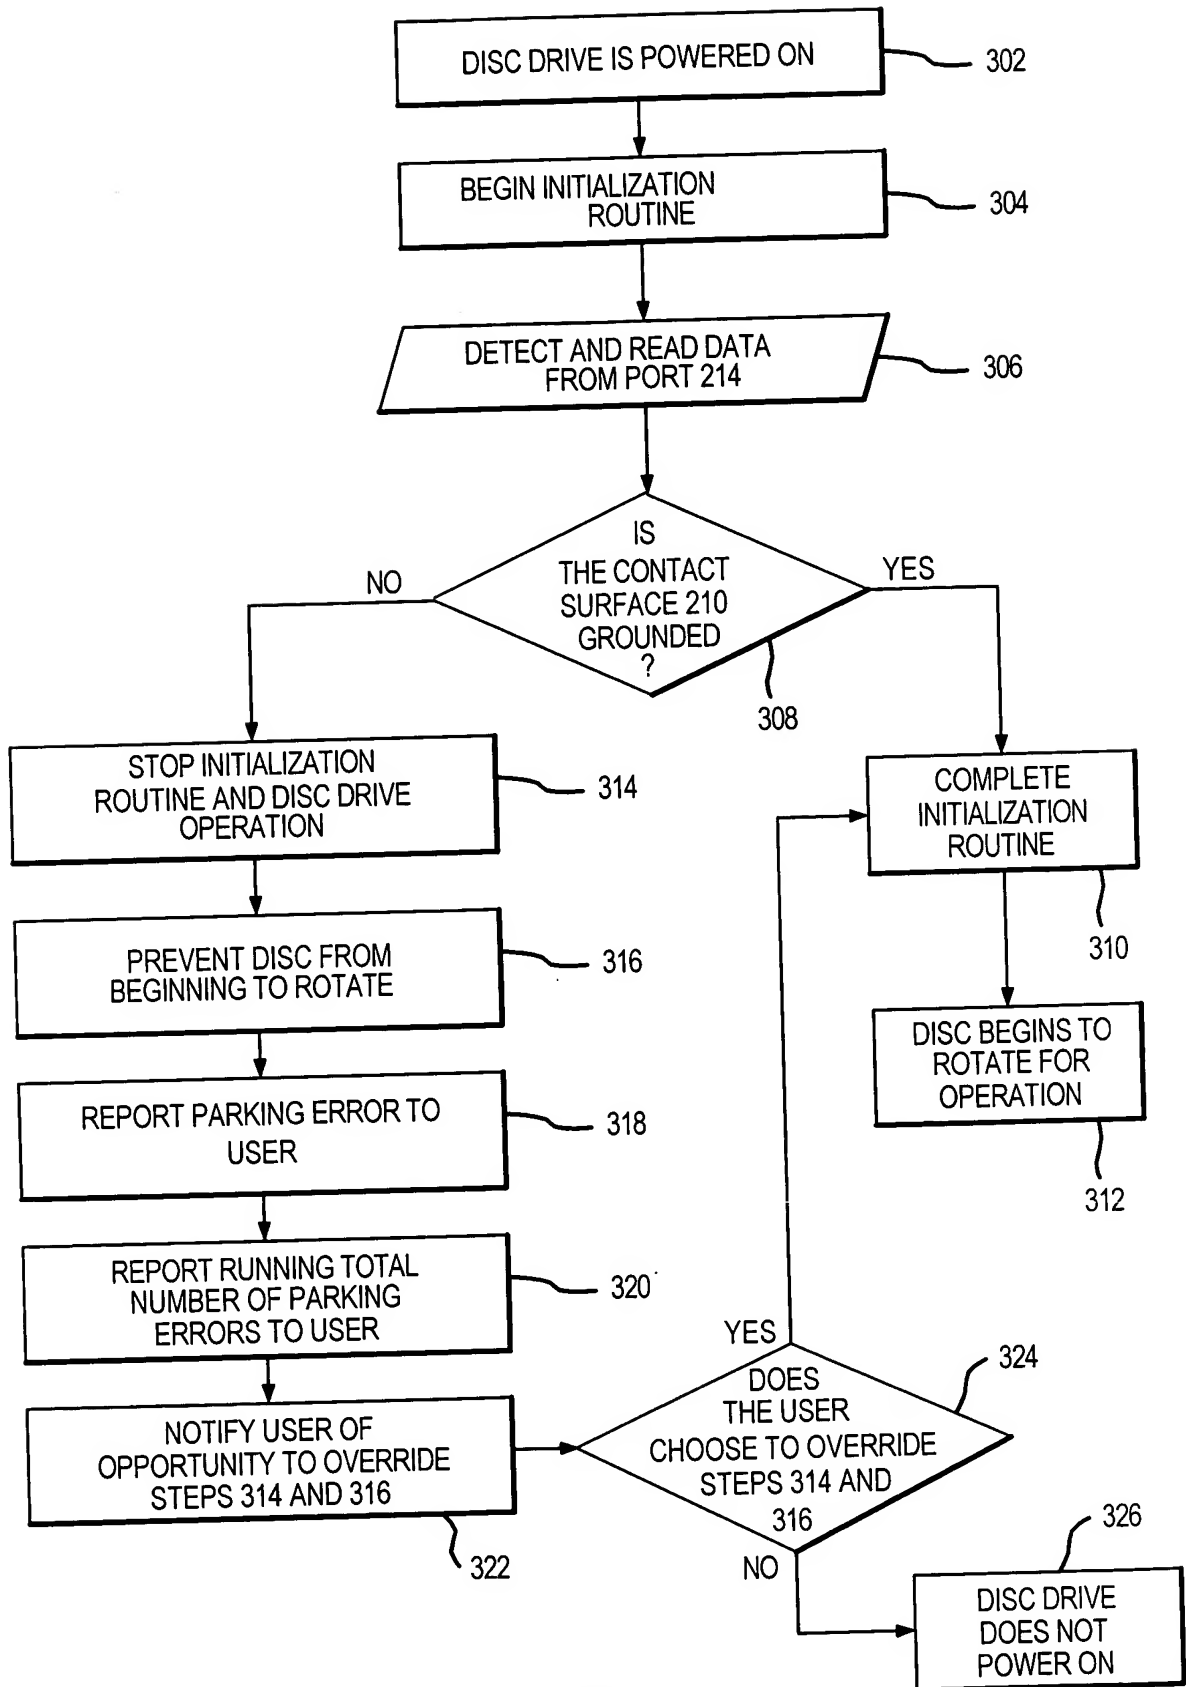 DISC DRIVE IS POWERED ON
302
BEGIN INITIALIZATION
ROUTINE
304
DETECT AND READ DATA
FROM PORT 214
306
IS
THE CONTACT
SURFACE 210
GROUNDED
?
NO
YES
308
STOP INITIALIZATION
ROUTINE AND DISC DRIVE
OPERATION
314
COMPLETE
INITIALIZATION
ROUTINE
310
PREVENT DISC FROM
BEGINNING TO ROTATE
316
DISC BEGINS TO
ROTATE FOR
OPERATION
312
REPORT PARKING ERROR TO
USER
318
REPORT RUNNING TOTAL
NUMBER OF PARKING
ERRORS TO USER
320
NOTIFY USER OF
OPPORTUNITY TO OVERRIDE
STEPS 314 AND 316
322
YES
DOES
THE USER
CHOOSE TO OVERRIDE
STEPS 314 AND
316
324
NO
326
DISC DRIVE
DOES NOT
POWER ON